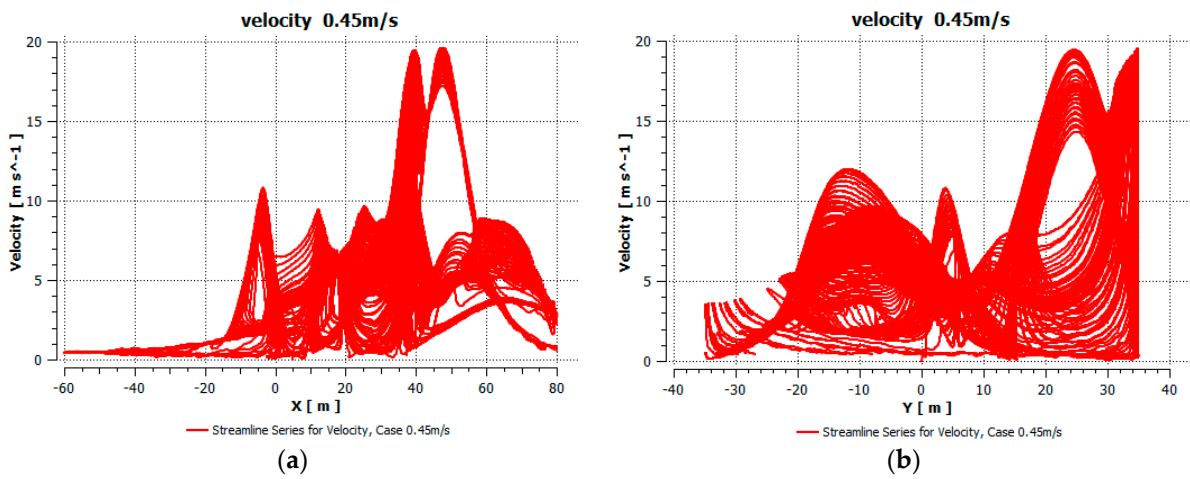 velocity 0.45m/s
20
15
10
5
0
Velocity [ m s^-1 ]
-60 -40 -20 0 20 40 60 80
X [ m ]
Streamline Series for Velocity, Case 0.45m/s
(a)
velocity 0.45m/s
20
15
10
5
0
Velocity [ m s^-1 ]
-40 -30 -20 -10 0 10 20 30 40
Y [ m ]
Streamline Series for Velocity, Case 0.45m/s
(b)